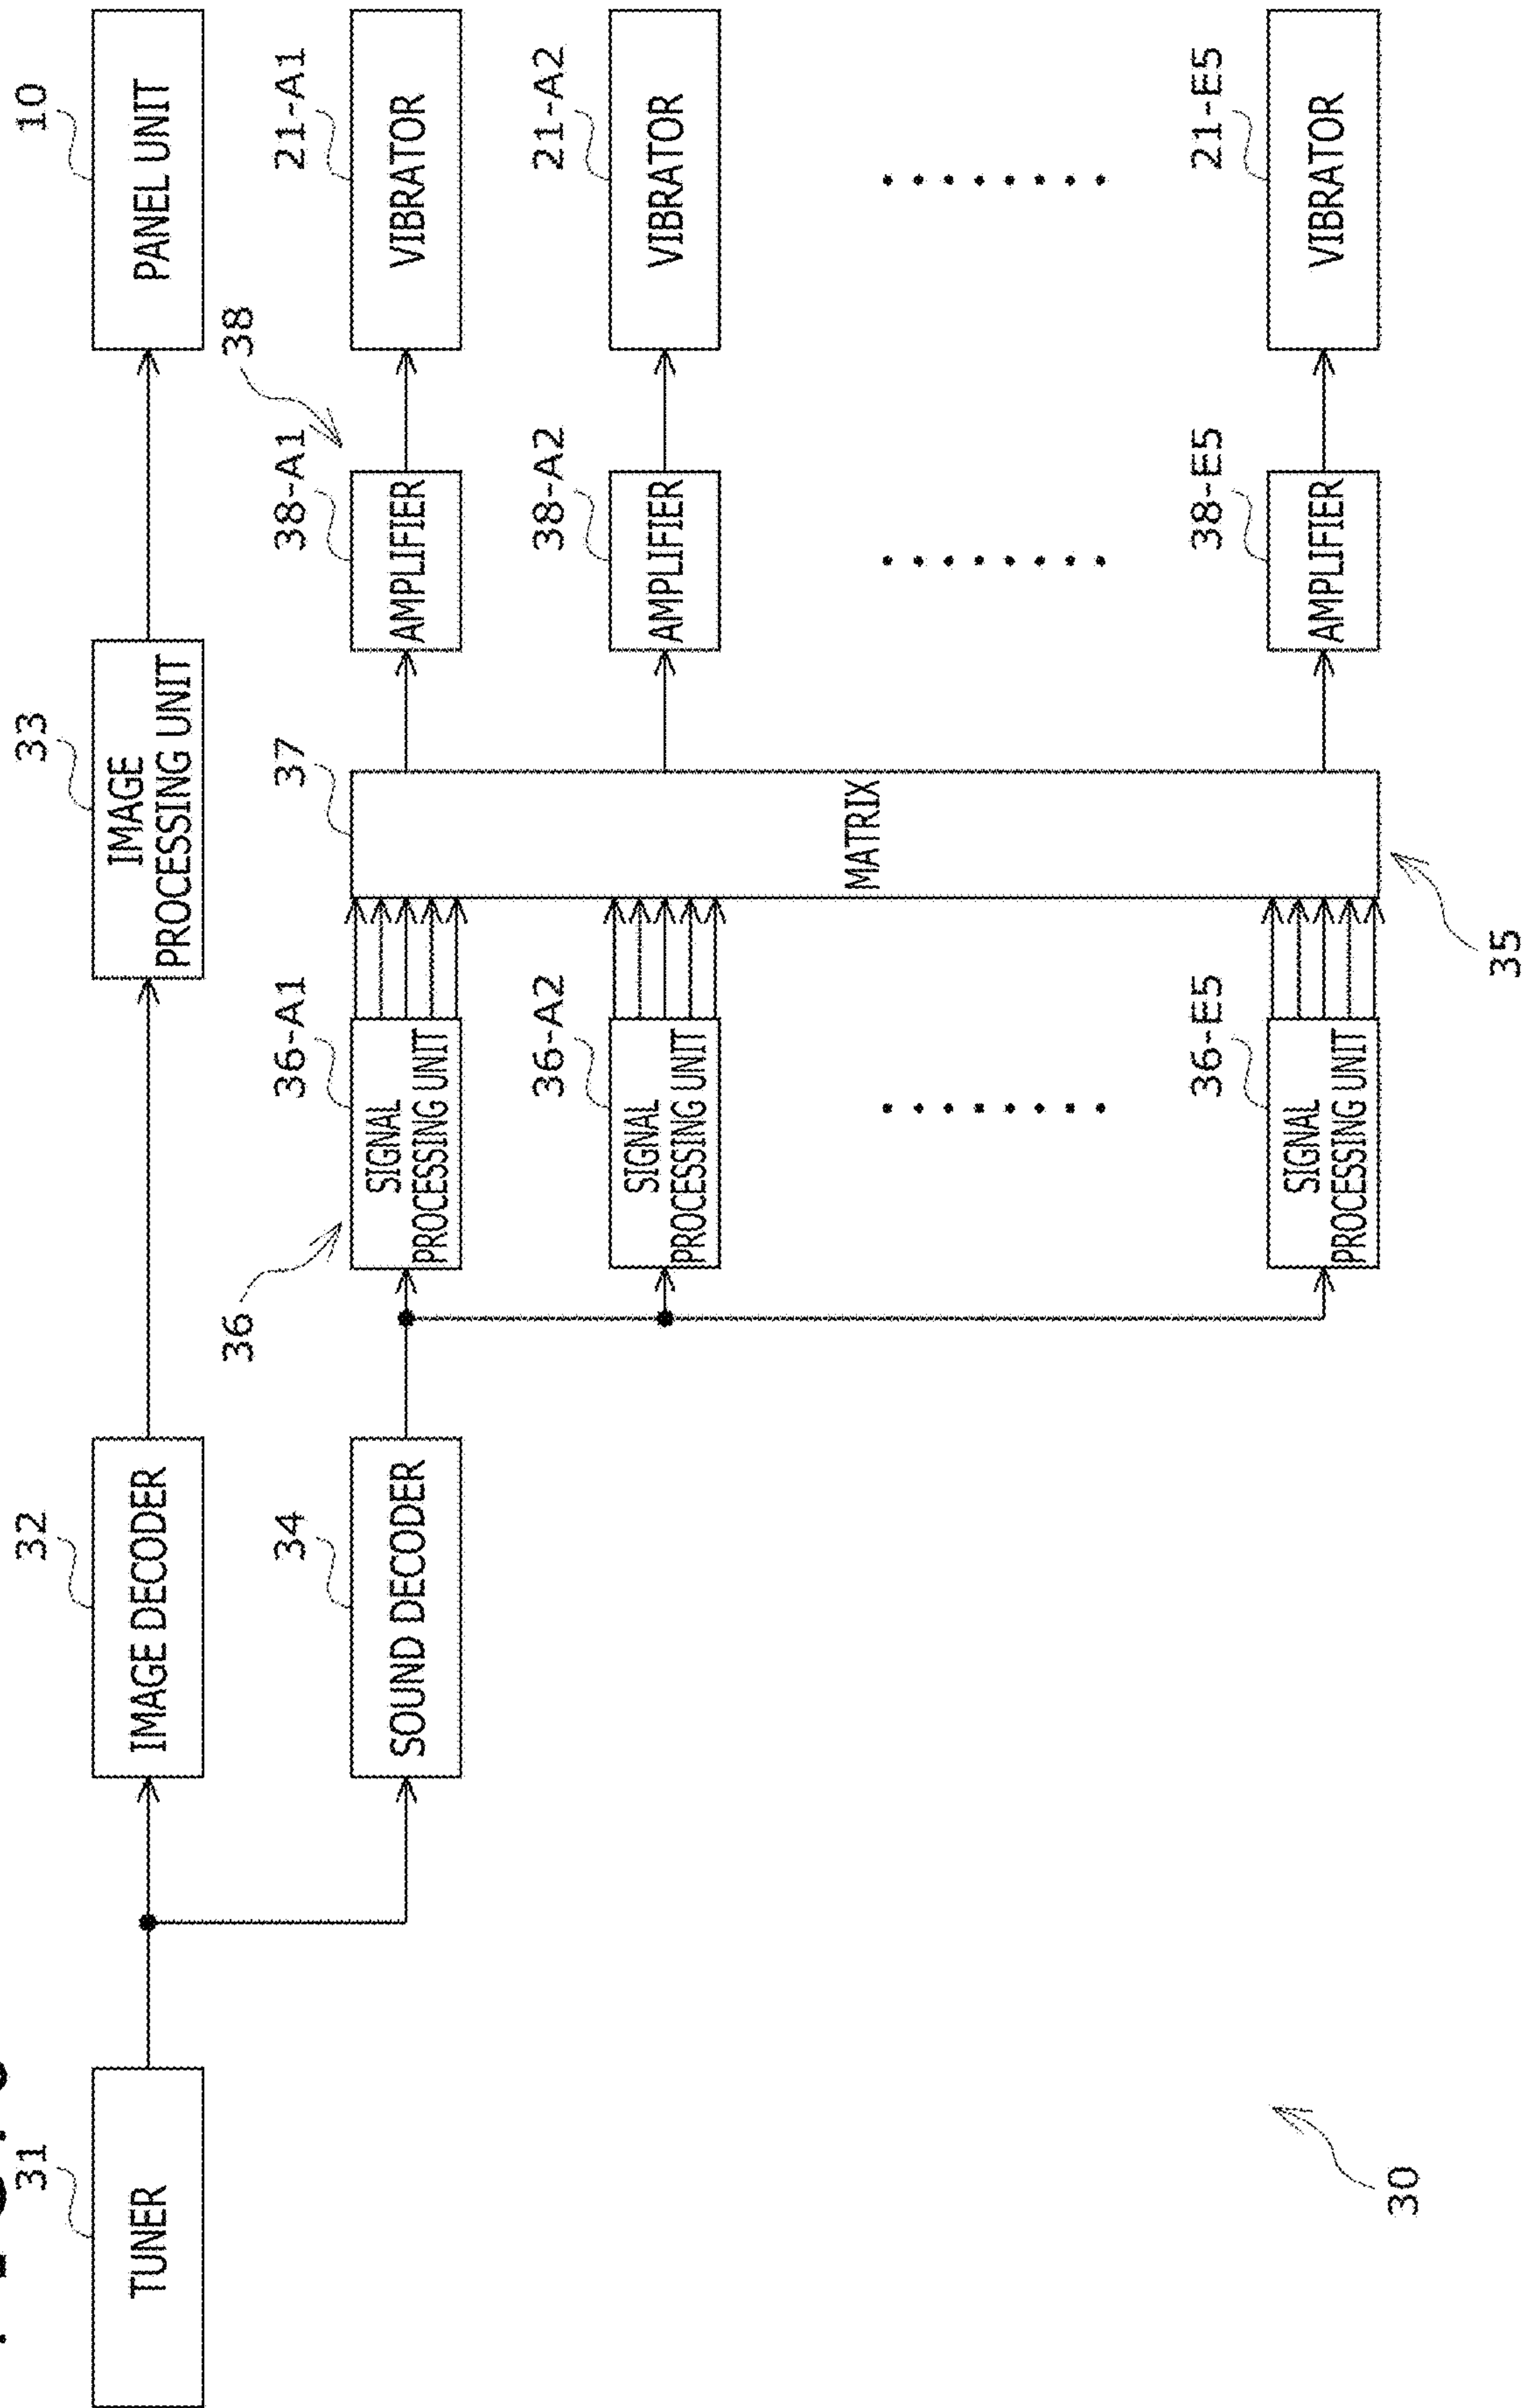 31
32
33
10
TUNER
IMAGE DECODER
IMAGE
PROCESSING UNIT
PANEL UNIT
36
38
34
36-A1
37
38-A1
21-A1
SOUND DECODER
SIGNAL
PROCESSING UNIT
AMPLIFIER
VIBRATOR
36-A2
38-A2
21-A2
SIGNAL
PROCESSING UNIT
AMPLIFIER
VIBRATOR
MATRIX
36-E5
38-E5
21-E5
SIGNAL
PROCESSING UNIT
AMPLIFIER
VIBRATOR
30
35